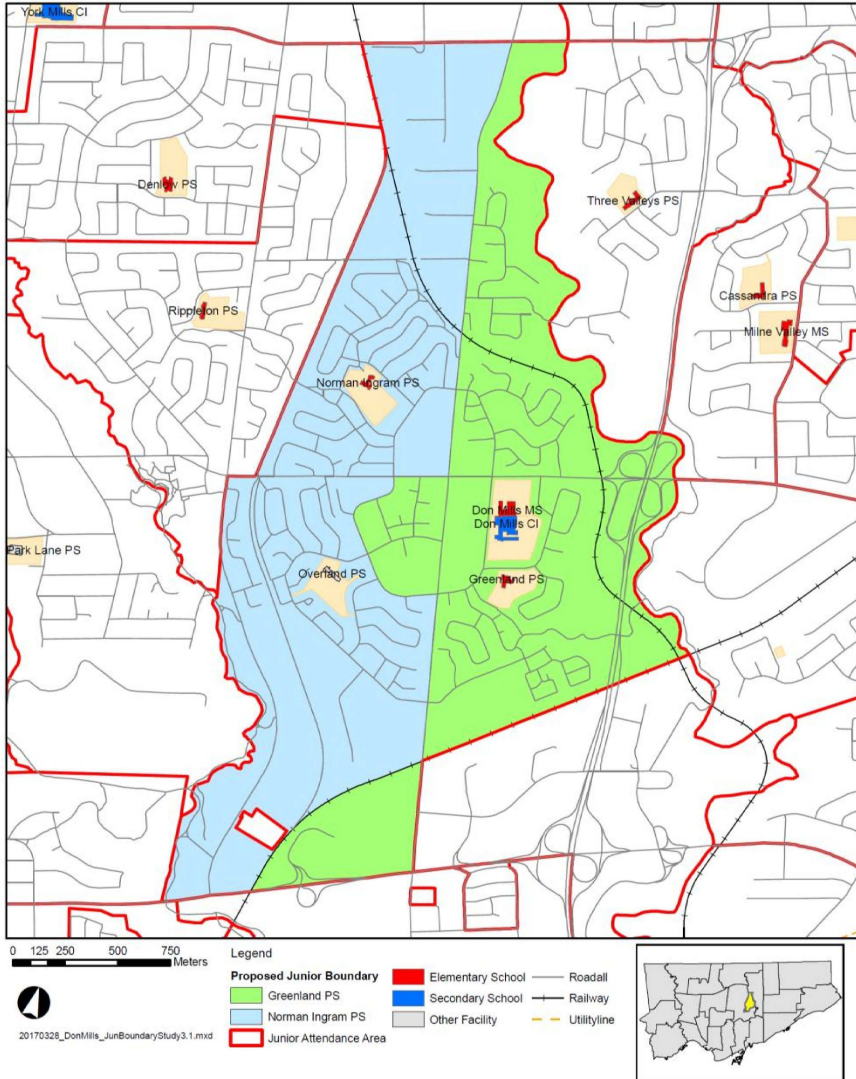 York Mills CI
Denlow PS
Three Valleys PS
Rippleton PS
Cassandra PS
Milne Valley MS
Norman Ingram PS
Don Mills MS
Don Mills CI
Park Lane PS
Overland PS
Greenland PS
0 125 250 500 750
Meters
Legend
Proposed Junior Boundary
Greenland PS
Norman Ingram PS
Junior Attendance Area
Elementary School
Secondary School
Other Facility
Roadall
Railway
Utilityline
20170328_DonMills_JunBoundaryStudy3.1.mxd